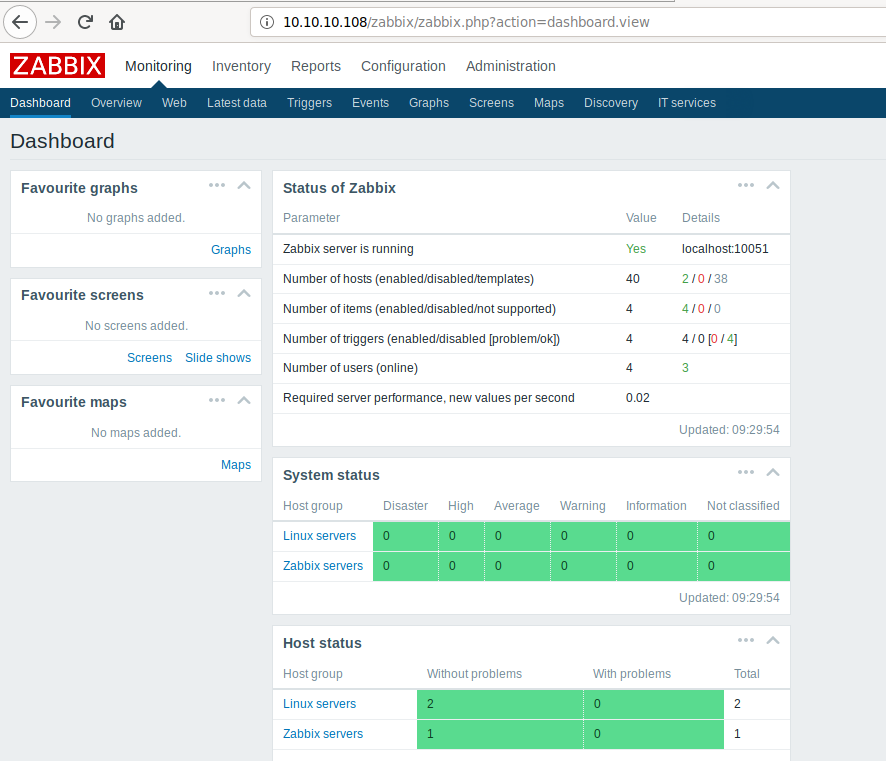 10.10.10.108/zabbix/zabbix.php?action=dashboard.view
ZABBIX Monitoring Inventory Reports Configuration Administration
Dashboard Overview Web Latest data Triggers Events Graphs Screens Maps Discovery IT services
Dashboard
Favourite graphs
No graphs added.
Graphs
Favourite screens
No screens added.
Screens Slide shows
Favourite maps
No maps added.
Maps
Status of Zabbix
Parameter Value Details
Zabbix server is running Yes localhost:10051
Number of hosts (enabled/disabled/templates) 40 2 / 0 / 38
Number of items (enabled/disabled/not supported) 4 4 / 0 / 0
Number of triggers (enabled/disabled [problem/ok]) 4 4 / 0 [0 / 4]
Number of users (online) 4 3
Required server performance, new values per second 0.02
Updated: 09:29:54
System status
Host group Disaster High Average Warning Information Not classified
Linux servers 0 0 0 0 0 0
Zabbix servers 0 0 0 0 0 0
Updated: 09:29:54
Host status
Host group Without problems With problems Total
Linux servers 2 0 2
Zabbix servers 1 0 1